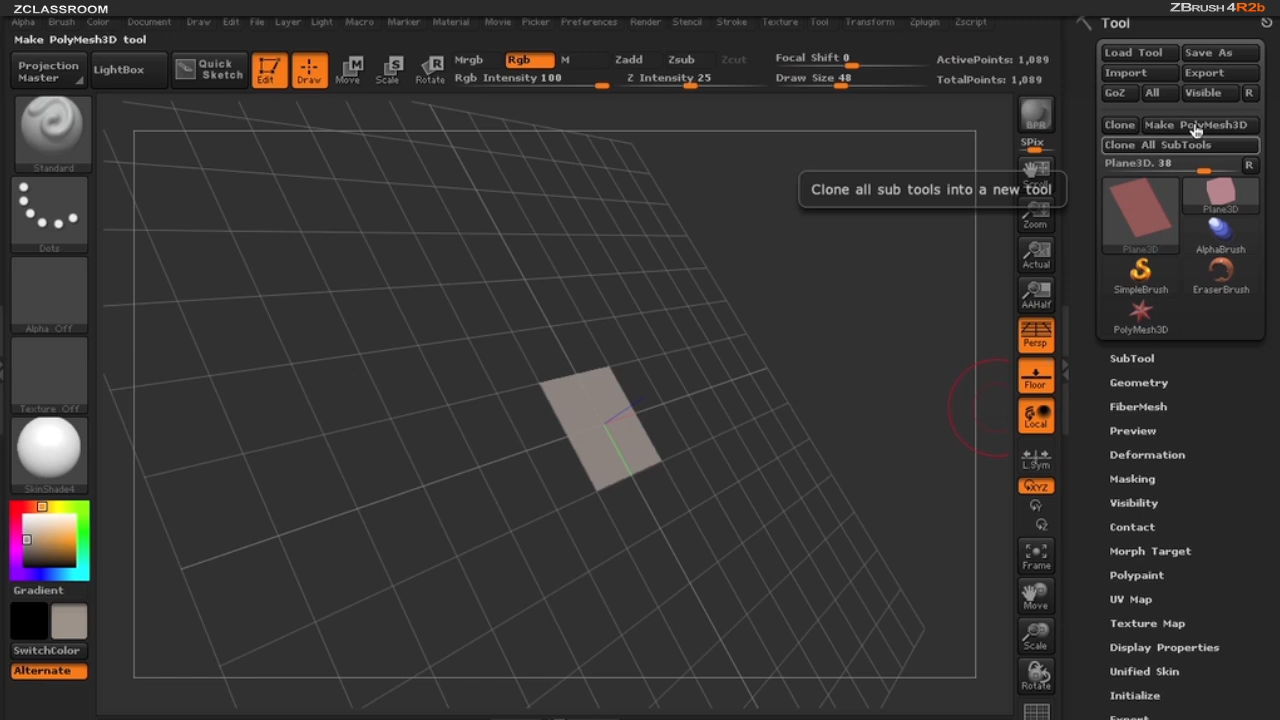 ZCLASSROOM
ZBRUSH 4R2b
Alpha Brush Color Document Draw Edit File Layer Light Macro Marker Material Movie Picker Preferences Render Stencil Stroke Texture Tool Transform Zplugin Zscript
Tool
Make PolyMesh3D tool
Projection Master
LightBox
Quick Sketch
Edit
Draw
Move
Scale
Rotate
Mrgb Rgb M
Rgb Intensity 100
Zadd Zsub Zcut
Z Intensity 25
Focal Shift 0
Draw Size 48
ActivePoints: 1,089
TotalPoints: 1,089
Load Tool Save As
Import Export
GoZ All Visible R
Clone Make PolyMesh3D
Clone All SubTools
Plane3D. 38 R
Plane3D
Plane3D
AlphaBrush
SimpleBrush
EraserBrush
PolyMesh3D
SubTool
Geometry
FiberMesh
Preview
Deformation
Masking
Visibility
Contact
Morph Target
Polypaint
UV Map
Texture Map
Display Properties
Unified Skin
Initialize
Export
Clone all sub tools into a new tool
BPR
SPix
Scroll
Zoom
Actual
AAHalf
Persp
Floor
Local
L.Sym
XYZ
Frame
Move
Scale
Rotate
Standard
Dots
Alpha Off
Texture Off
SkinShade4
Gradient
SwitchColor
Alternate